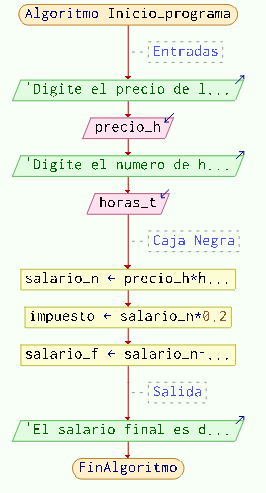 Algoritmo Inicio_programa
Entradas
'Digite el precio de l...
precio_h
'Digite el numero de h...
horas_t
Caja Negra
salario_n ← precio_h*h...
impuesto ← salario_n*0.2
salario_f ← salario_n-...
Salida
'El salario final es d...
FinAlgoritmo